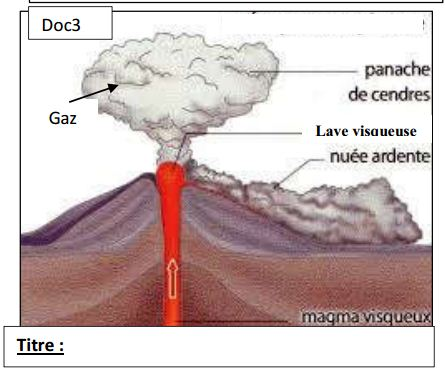 Doc3
panache
de cendres
Gaz
Lave visqueuse
nuée ardente
magma visqueux
Titre :